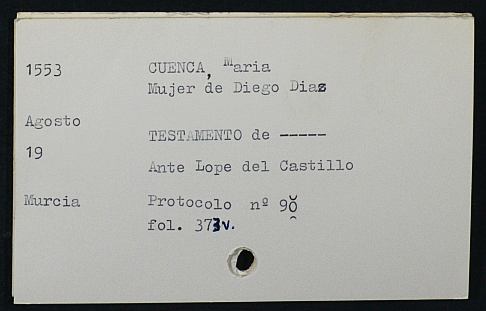 1553
CUENCA, Maria
Mujer de Diego Diaz
Agosto
TESTAMENTO de -----
19
Ante Lope del Castillo
Murcia
Protocolo nº 90
fol. 373v.